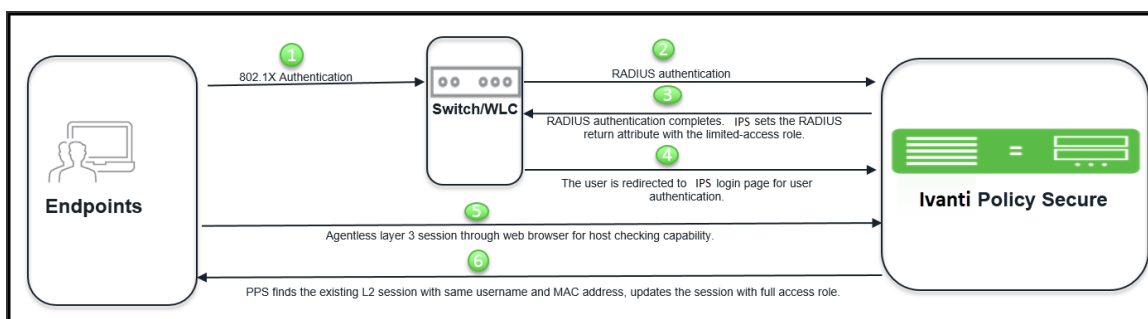 1
802.1X Authentication
2
RADIUS authentication
Switch/WLC
3
RADIUS authentication completes. IPS sets the RADIUS
return attribute with the limited-access role.
4
The user is redirected to IPS login page for user
authentication.
Endpoints
Ivanti Policy Secure
5
Agentless layer 3 session through web browser for host checking capability.
6
PPS finds the existing L2 session with same username and MAC address, updates the session with full access role.